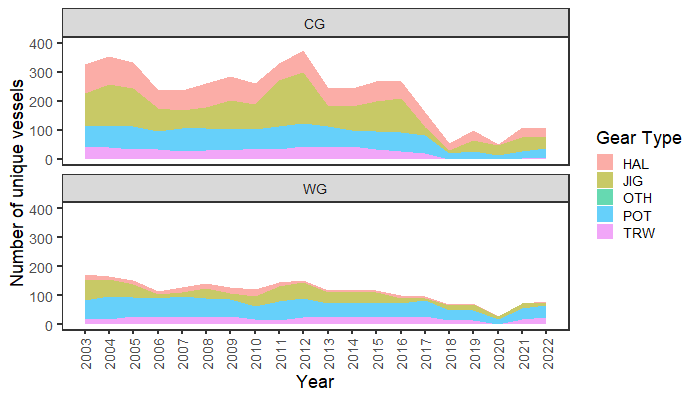 CG
400
300
200
100
0
WG
400
300
200
100
0
Number of unique vessels
2003 2004 2005 2006 2007 2008 2009 2010 2011 2012 2013 2014 2015 2016 2017 2018 2019 2020 2021 2022
Year
Gear Type
HAL
JIG
OTH
POT
TRW